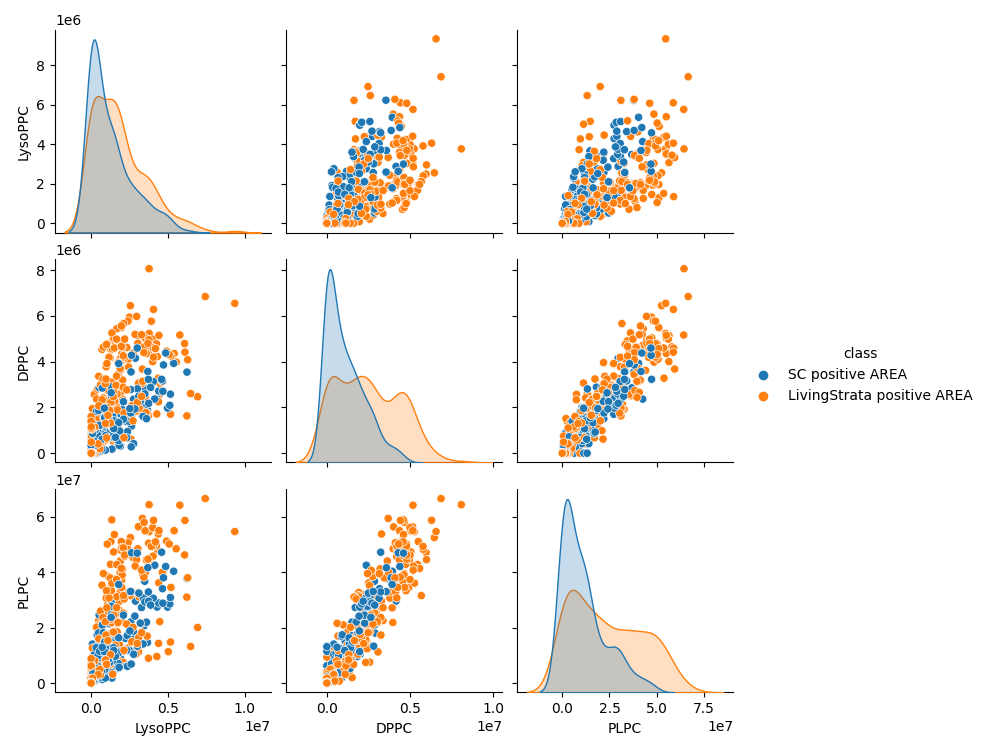 1e6
8
6
4
2
0
LysoPPC
1e6
8
6
4
2
0
DPPC
class
SC positive AREA
LivingStrata positive AREA
1e7
6
4
2
0
PLPC
0.0 0.5 1.0
1e7
LysoPPC
0.0 0.5 1.0
1e7
DPPC
0.0 2.5 5.0 7.5
1e7
PLPC